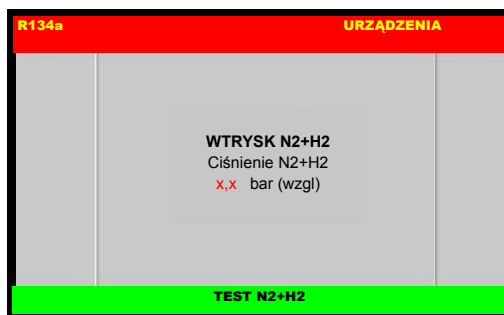 R134a URZĄDZENIA
WTRYSK N2+H2
Ciśnienie N2+H2
x,x bar (wzgl)
TEST N2+H2